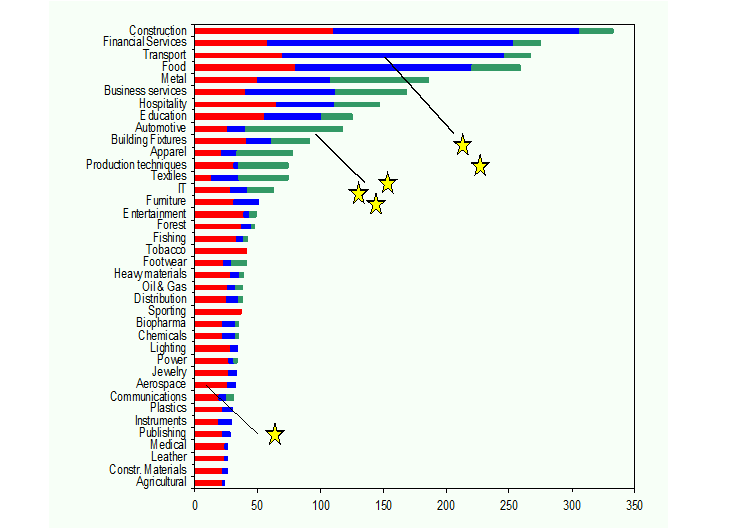 Construction
Financial Services
Transport
Food
Metal
Business services
Hospitality
Education
Automotive
Building Fixtures
Apparel
Production techniques
Textiles
IT
Furniture
Entertainment
Forest
Fishing
Tobacco
Footwear
Heavy materials
Oil & Gas
Distribution
Sporting
Biopharma
Chemicals
Lighting
Power
Jewelry
Aerospace
Communications
Plastics
Instruments
Publishing
Medical
Leather
Constr. Materials
Agricultural
0 50 100 150 200 250 300 350